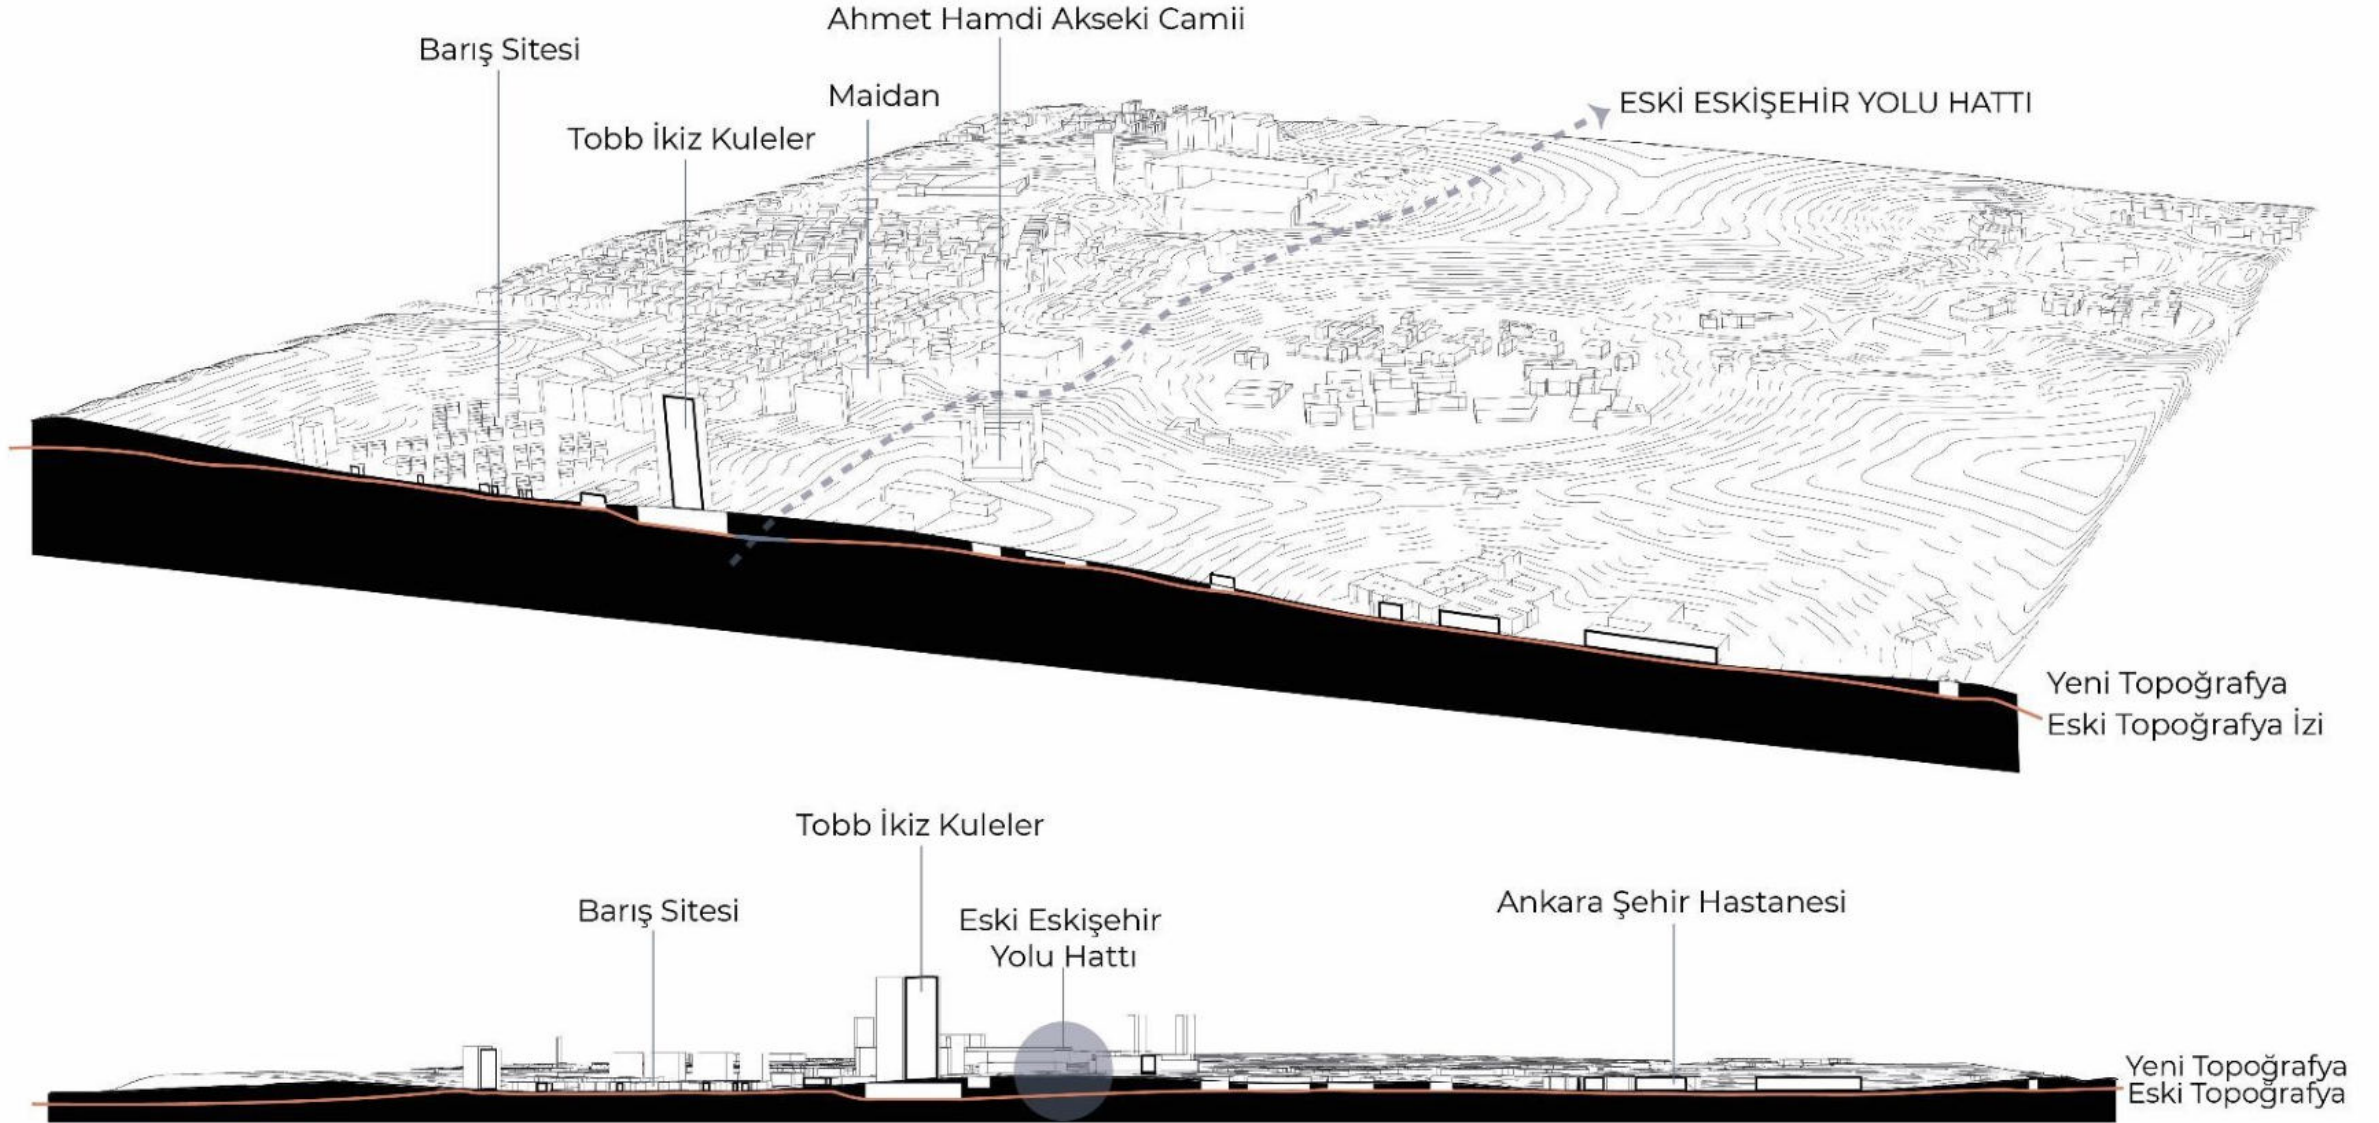 Ahmet Hamdi Akseki Camii
Barış Sitesi
Maidan
ESKİ ESKİŞEHİR YOLU HATTI
Tobb İkiz Kuleler
Yeni Topoğrafya
Eski Topoğrafya İzi
Tobb İkiz Kuleler
Ankara Şehir Hastanesi
Barış Sitesi
Eski Eskişehir
Yolu Hattı
Yeni Topoğrafya
Eski Topoğrafya